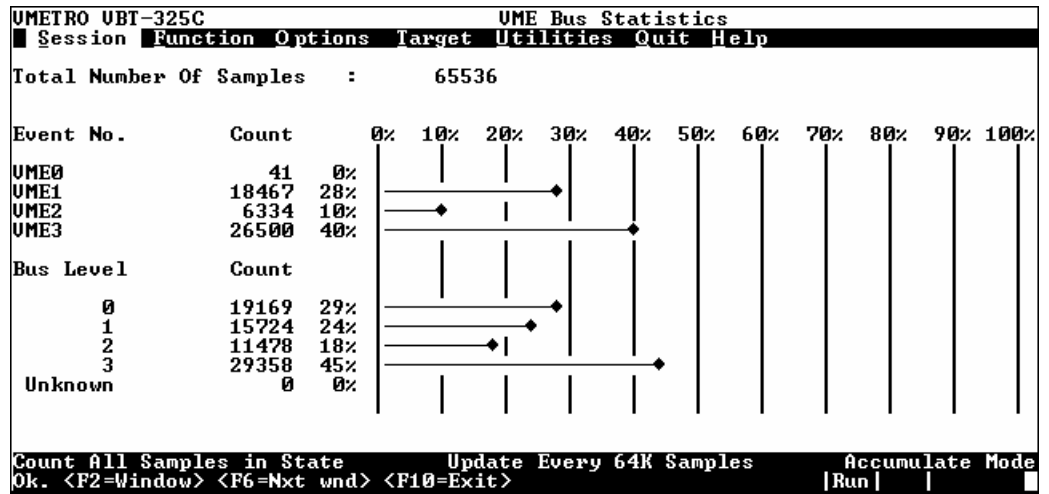 VMETRO VBT-325C VME Bus Statistics
Session Function Options Target Utilities Quit Help
Total Number Of Samples : 65536
Event No. Count 0% 10% 20% 30% 40% 50% 60% 70% 80% 90% 100%
VME0 41 0%
VME1 18467 28%
VME2 6334 10%
VME3 26500 40%
Bus Level Count
0 19169 29%
1 15724 24%
2 11478 18%
3 29358 45%
Unknown 0 0%
Count All Samples in State Update Every 64K Samples Accumulate Mode
Ok. <F2=Window> <F6=Nxt wnd> <F10=Exit> |Run| |